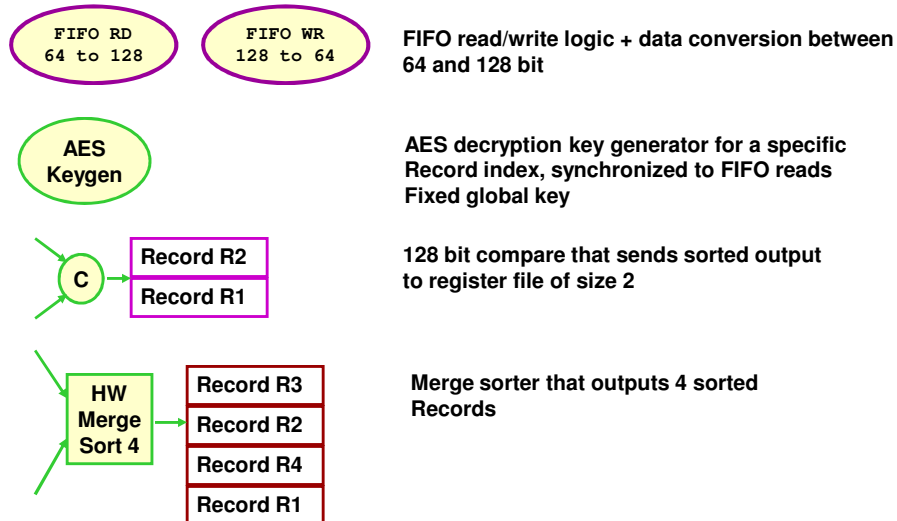 FIFO RD
64 to 128
FIFO WR
128 to 64
FIFO read/write logic + data conversion between
64 and 128 bit
AES
Keygen
AES decryption key generator for a specific
Record index, synchronized to FIFO reads
Fixed global key
C
Record R2
Record R1
128 bit compare that sends sorted output
to register file of size 2
HW
Merge
Sort 4
Record R3
Record R2
Record R4
Record R1
Merge sorter that outputs 4 sorted
Records